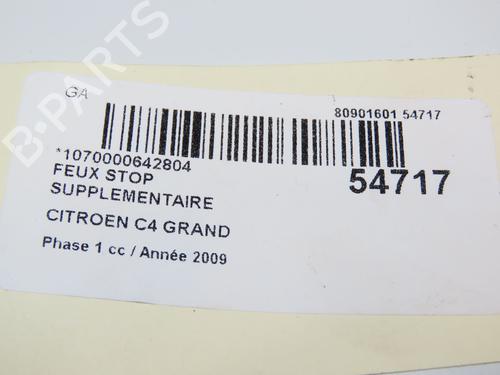 GA
80901601 54717
*1070000642804
54717
FEUX STOP
SUPPLEMENTAIRE
CITROEN C4 GRAND
Phase 1 cc / Année 2009
B-PARTS